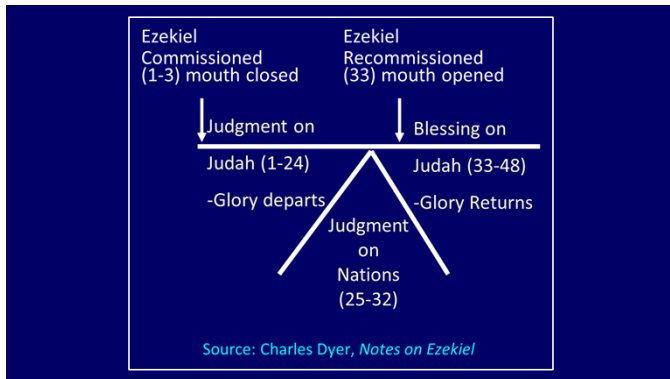 Ezekiel
Commissioned
(1-3) mouth closed
Ezekiel
Recommissioned
(33) mouth opened
Judgment on
Judah (1-24)
-Glory departs
Blessing on
Judah (33-48)
-Glory Returns
Judgment
on
Nations
(25-32)
Source: Charles Dyer, Notes on Ezekiel